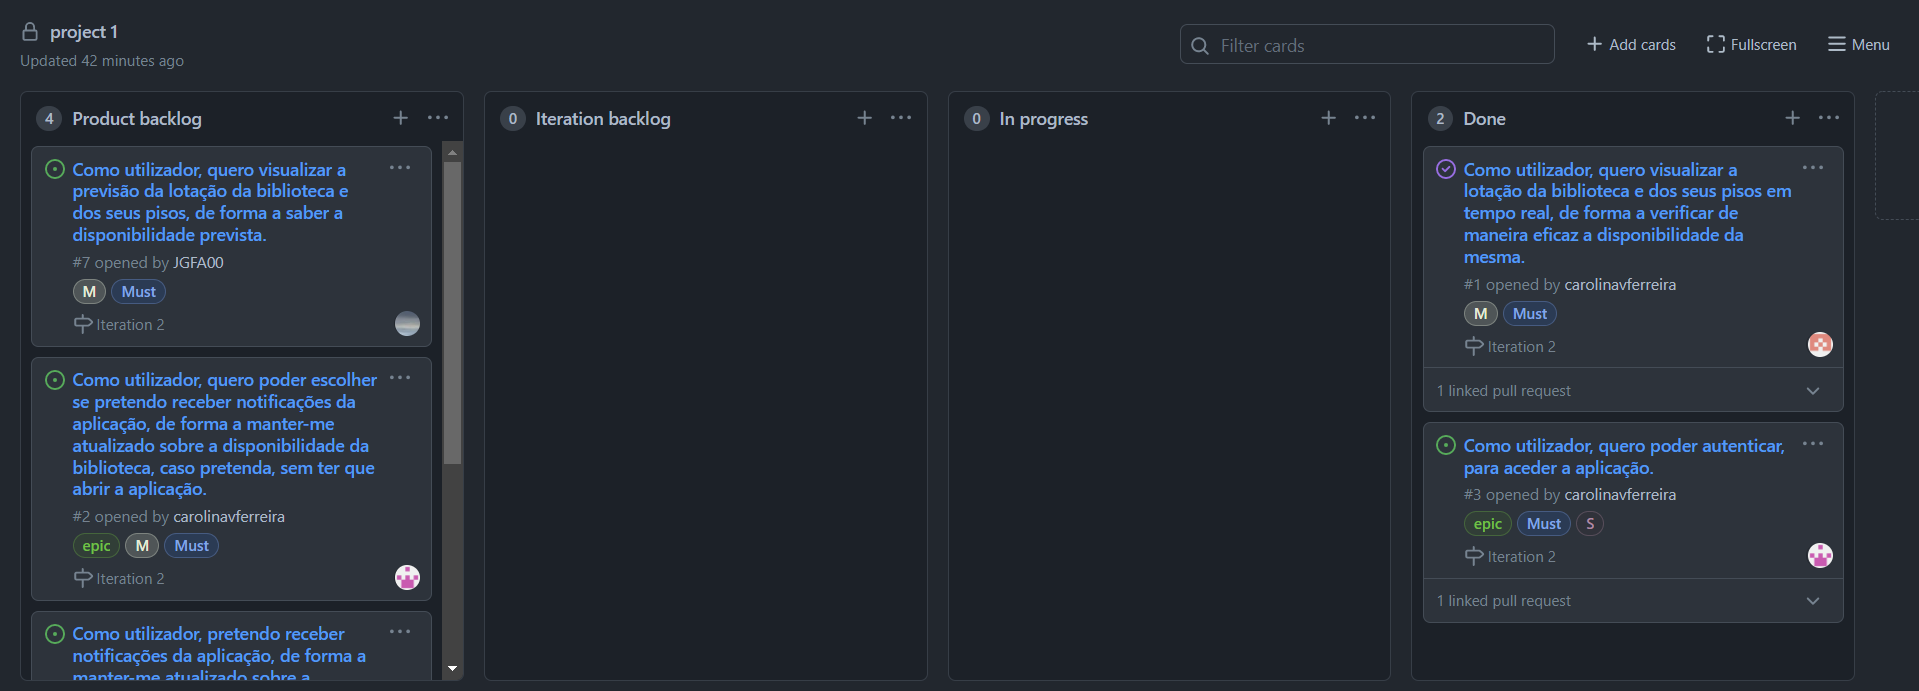 project 1
Updated 42 minutes ago
Filter cards
Add cards
Fullscreen
Menu
4 Product backlog
Como utilizador, quero visualizar a
previsão da lotação da biblioteca e
dos seus pisos, de forma a saber a
disponibilidade prevista.
#7 opened by JGFA00
M Must
Iteration 2
Como utilizador, quero poder escolher
se pretendo receber notificações da
aplicação, de forma a manter-me
atualizado sobre a disponibilidade da
biblioteca, caso pretenda, sem ter que
abrir a aplicação.
#2 opened by carolinavferreira
epic M Must
Iteration 2
Como utilizador, pretendo receber
notificações da aplicação, de forma a
manter-me atualizado sobre a
0 Iteration backlog
0 In progress
2 Done
Como utilizador, quero visualizar a
lotação da biblioteca e dos seus pisos em
tempo real, de forma a verificar de
maneira eficaz a disponibilidade da
mesma.
#1 opened by carolinavferreira
M Must
Iteration 2
1 linked pull request
Como utilizador, quero poder autenticar,
para aceder a aplicação.
#3 opened by carolinavferreira
epic Must S
Iteration 2
1 linked pull request